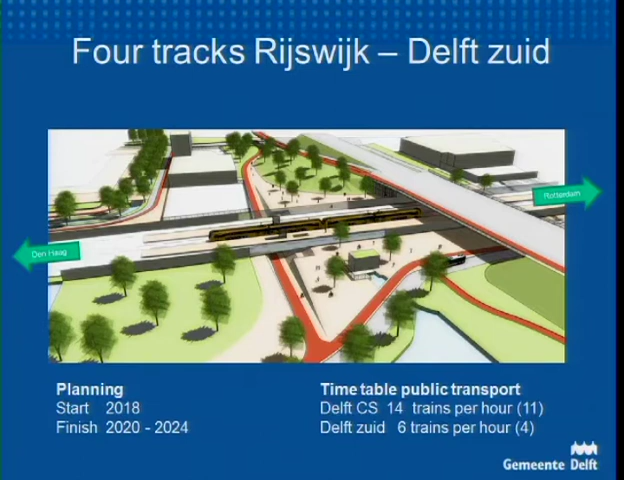 Four tracks Rijswijk – Delft zuid
Rotterdam
Den Haag
Planning
Start 2018
Finish 2020 - 2024
Time table public transport
Delft CS 14 trains per hour (11)
Delft zuid 6 trains per hour (4)
Gemeente Delft